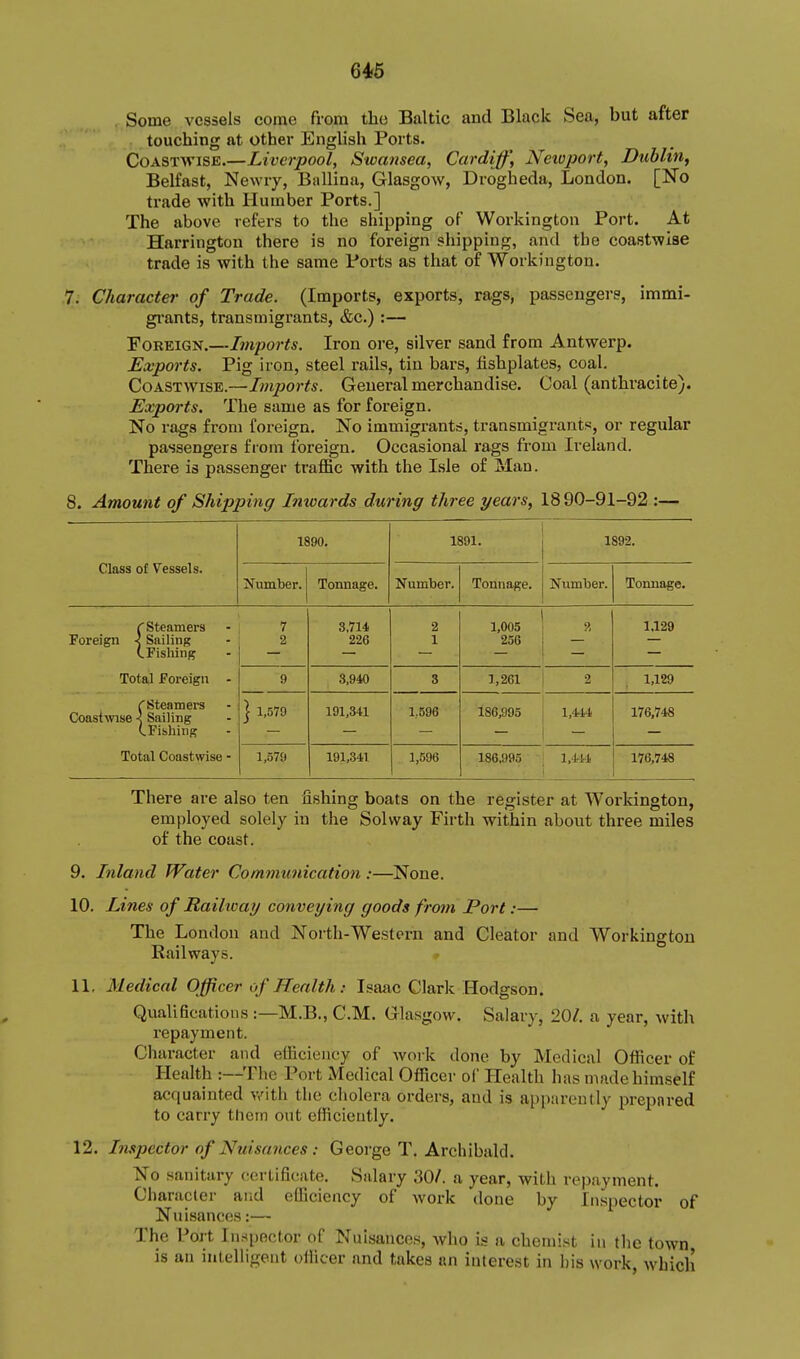 645
Some vessels come from the Baltic and Black Sea, but after
touching at other English Ports.
COASTWISE.—Liverpool, Swansea, Cardiff, Newport, Dublin,
Belfast, Newry, Ballina, Glasgow, Drogheda, London. [No
trade with Humber Ports.]
The above refers to the shipping of Workington Port. At
Harrington there is no foreign shipping, and the coastwise
trade is with the same Ports as that of Workington.
7. Character of Trade. (Imports, exports, rags, passengers, immi-
grants, transmigrants, &c.) :—
FOREIGN.—Imports. Iron ore, silver sand from Antwerp.
Exports. Pig iron, steel rails, tin bars, fishplates, coal.
COASTWISE.—Imports. General merchandise. Coal (anthracite).
Exports. The same as for foreign.
No rags from foreign. No immigrants, transmigrants, or regular
passengers from foreign. Occasional rags from Ireland.
There is passenger traffic with the Isle of Man.
8. Amount of Shipping Inwards during three years, 1890-91-92 :—
Class of Vessels. 1890. 1891. 1892.
Number. Tonnage. Number. Tonnage. Number. Tonnage.
Foreign { Steamers - 7 3,714 2 1,005 2 1,129
Sailing - 2 226 1 256 — —
Fishing - — — — — — —
Total Foreign - 9 3,940 3 1,261 2 1,129
Coastwise { Steamers - } 1,579 191,341 1,596 186,995 1,444 176,748
Sailing -
Fishing - — — — — — —
Total Coastwise - 1,579 191,341 1,596 186,995 1,444 176,748
There are also ten fishing boats on the register at Workington,
employed solely in the Solway Firth within about three miles
of the coast.
9. Inland Water Communication :—None.
10. Lines of Railway conveying goods from Port :—
The London and North-Western and Cleator and Workington
Railways.
11. Medical Officer of Health : Isaac Clark Hodgson.
Qualifications :—M.B., C.M. Glasgow. Salary, 20l. a year, with
repayment.
Character and efficiency of work done by Medical Officer of
Health :—The Port Medical Officer of Health has made himself
acquainted with the cholera orders, and is apparently prepared
to carry them out efficiently.
12. Inspector of Nuisances : George T. Archibald.
No sanitary certificate. Salary 30l. a year, with repayment.
Character and efficiency of work done by Inspector of
Nuisances :—
The Port Inspector of Nuisances, who is a chemist in the town,
is an intelligent officer and takes an interest in his work, which